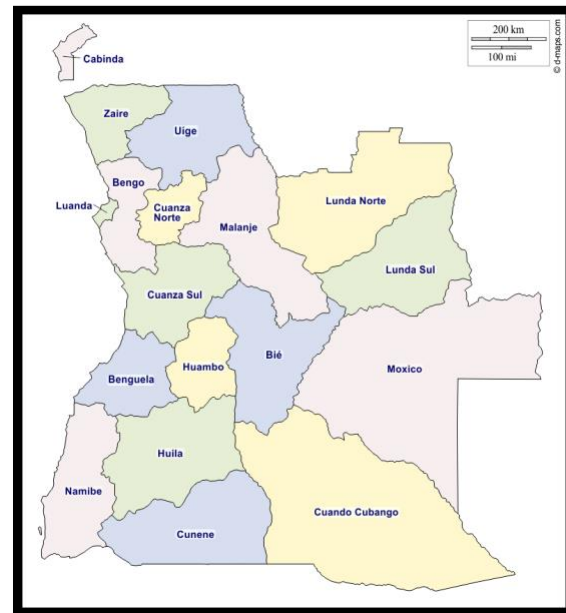 200 km
100 mi
© d-maps.com
Cabinda
Zaire
Uige
Bengo
Luanda
Cuanza
Norte
Malanje
Lunda Norte
Lunda Sul
Cuanza Sul
Bié
Huambo
Benguela
Moxico
Huila
Namibe
Cunene
Cuando Cubango